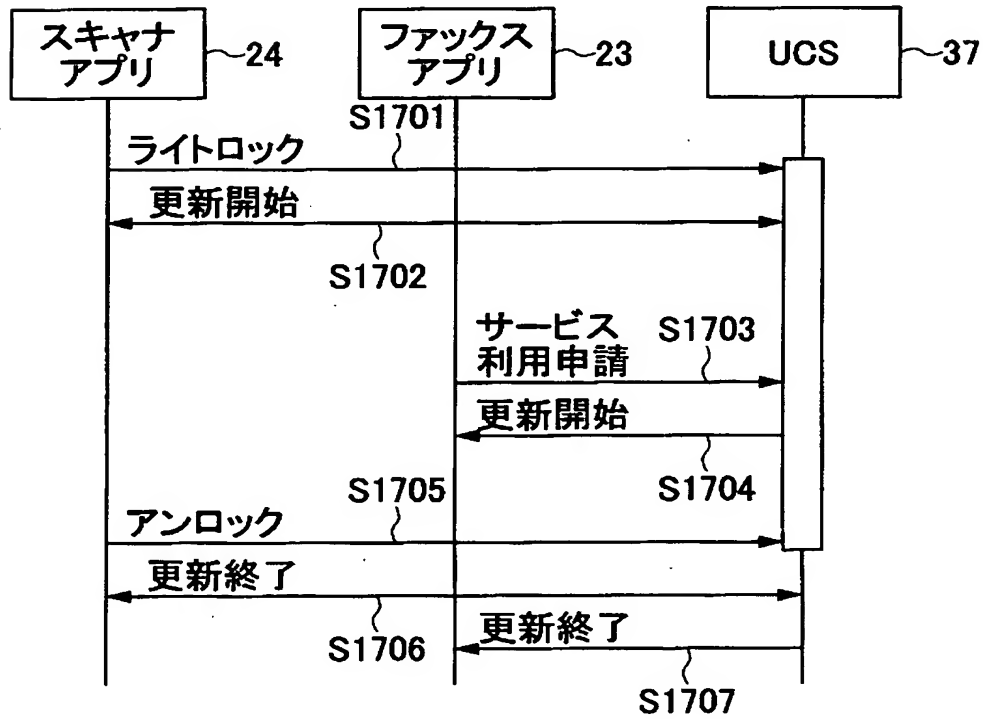 スキャナ
アプリ
24
ファックス
アプリ
23
UCS
37
S1701
ライトロック
更新開始
S1702
サービス
利用申請
S1703
更新開始
S1704
S1705
アンロック
更新終了
S1706
更新終了
S1707